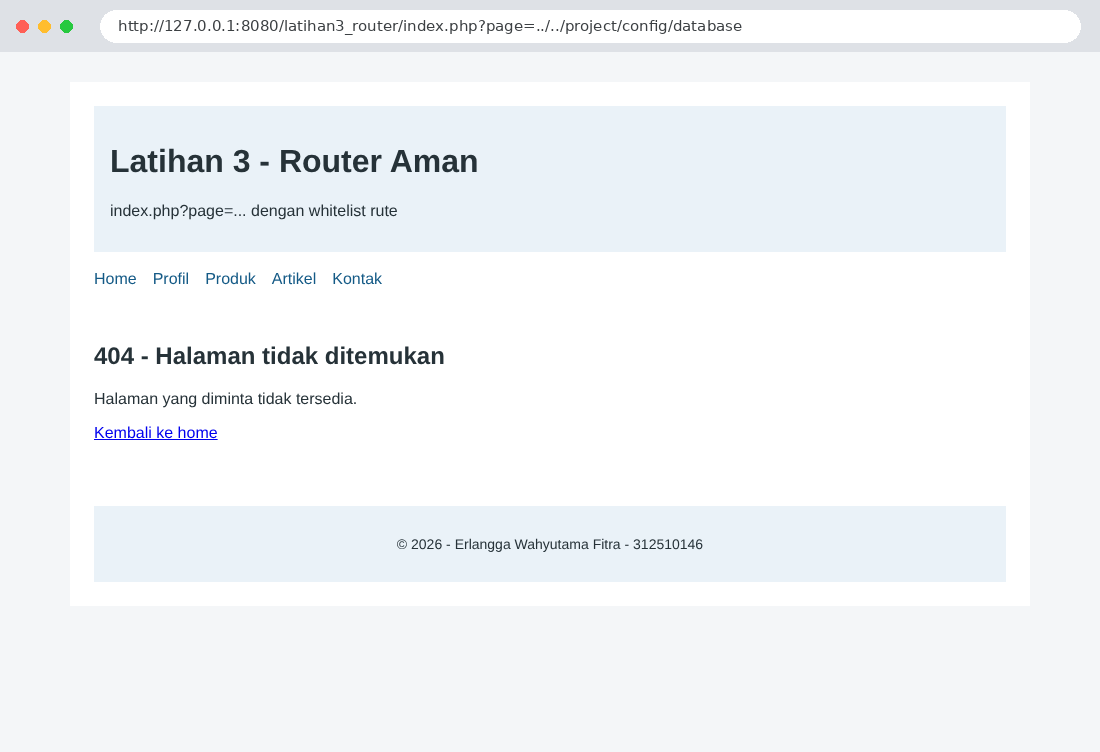 http://127.0.0.1:8080/latihan3_router/index.php?page=../../project/config/database
Latihan 3 - Router Aman
index.php?page=... dengan whitelist rute
Home Profil Produk Artikel Kontak
404 - Halaman tidak ditemukan
Halaman yang diminta tidak tersedia.
Kembali ke home
© 2026 - Erlangga Wahyutama Fitra - 312510146